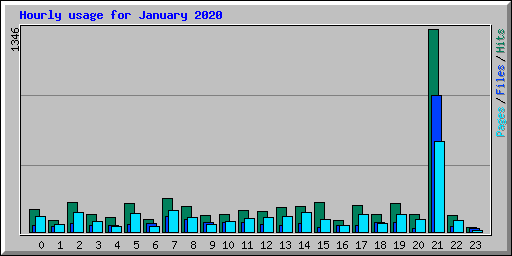 Hourly usage for January 2020
1346
Pages / Files / Hits
0 1 2 3 4 5 6 7 8 9 10 11 12 13 14 15 16 17 18 19 20 21 22 23